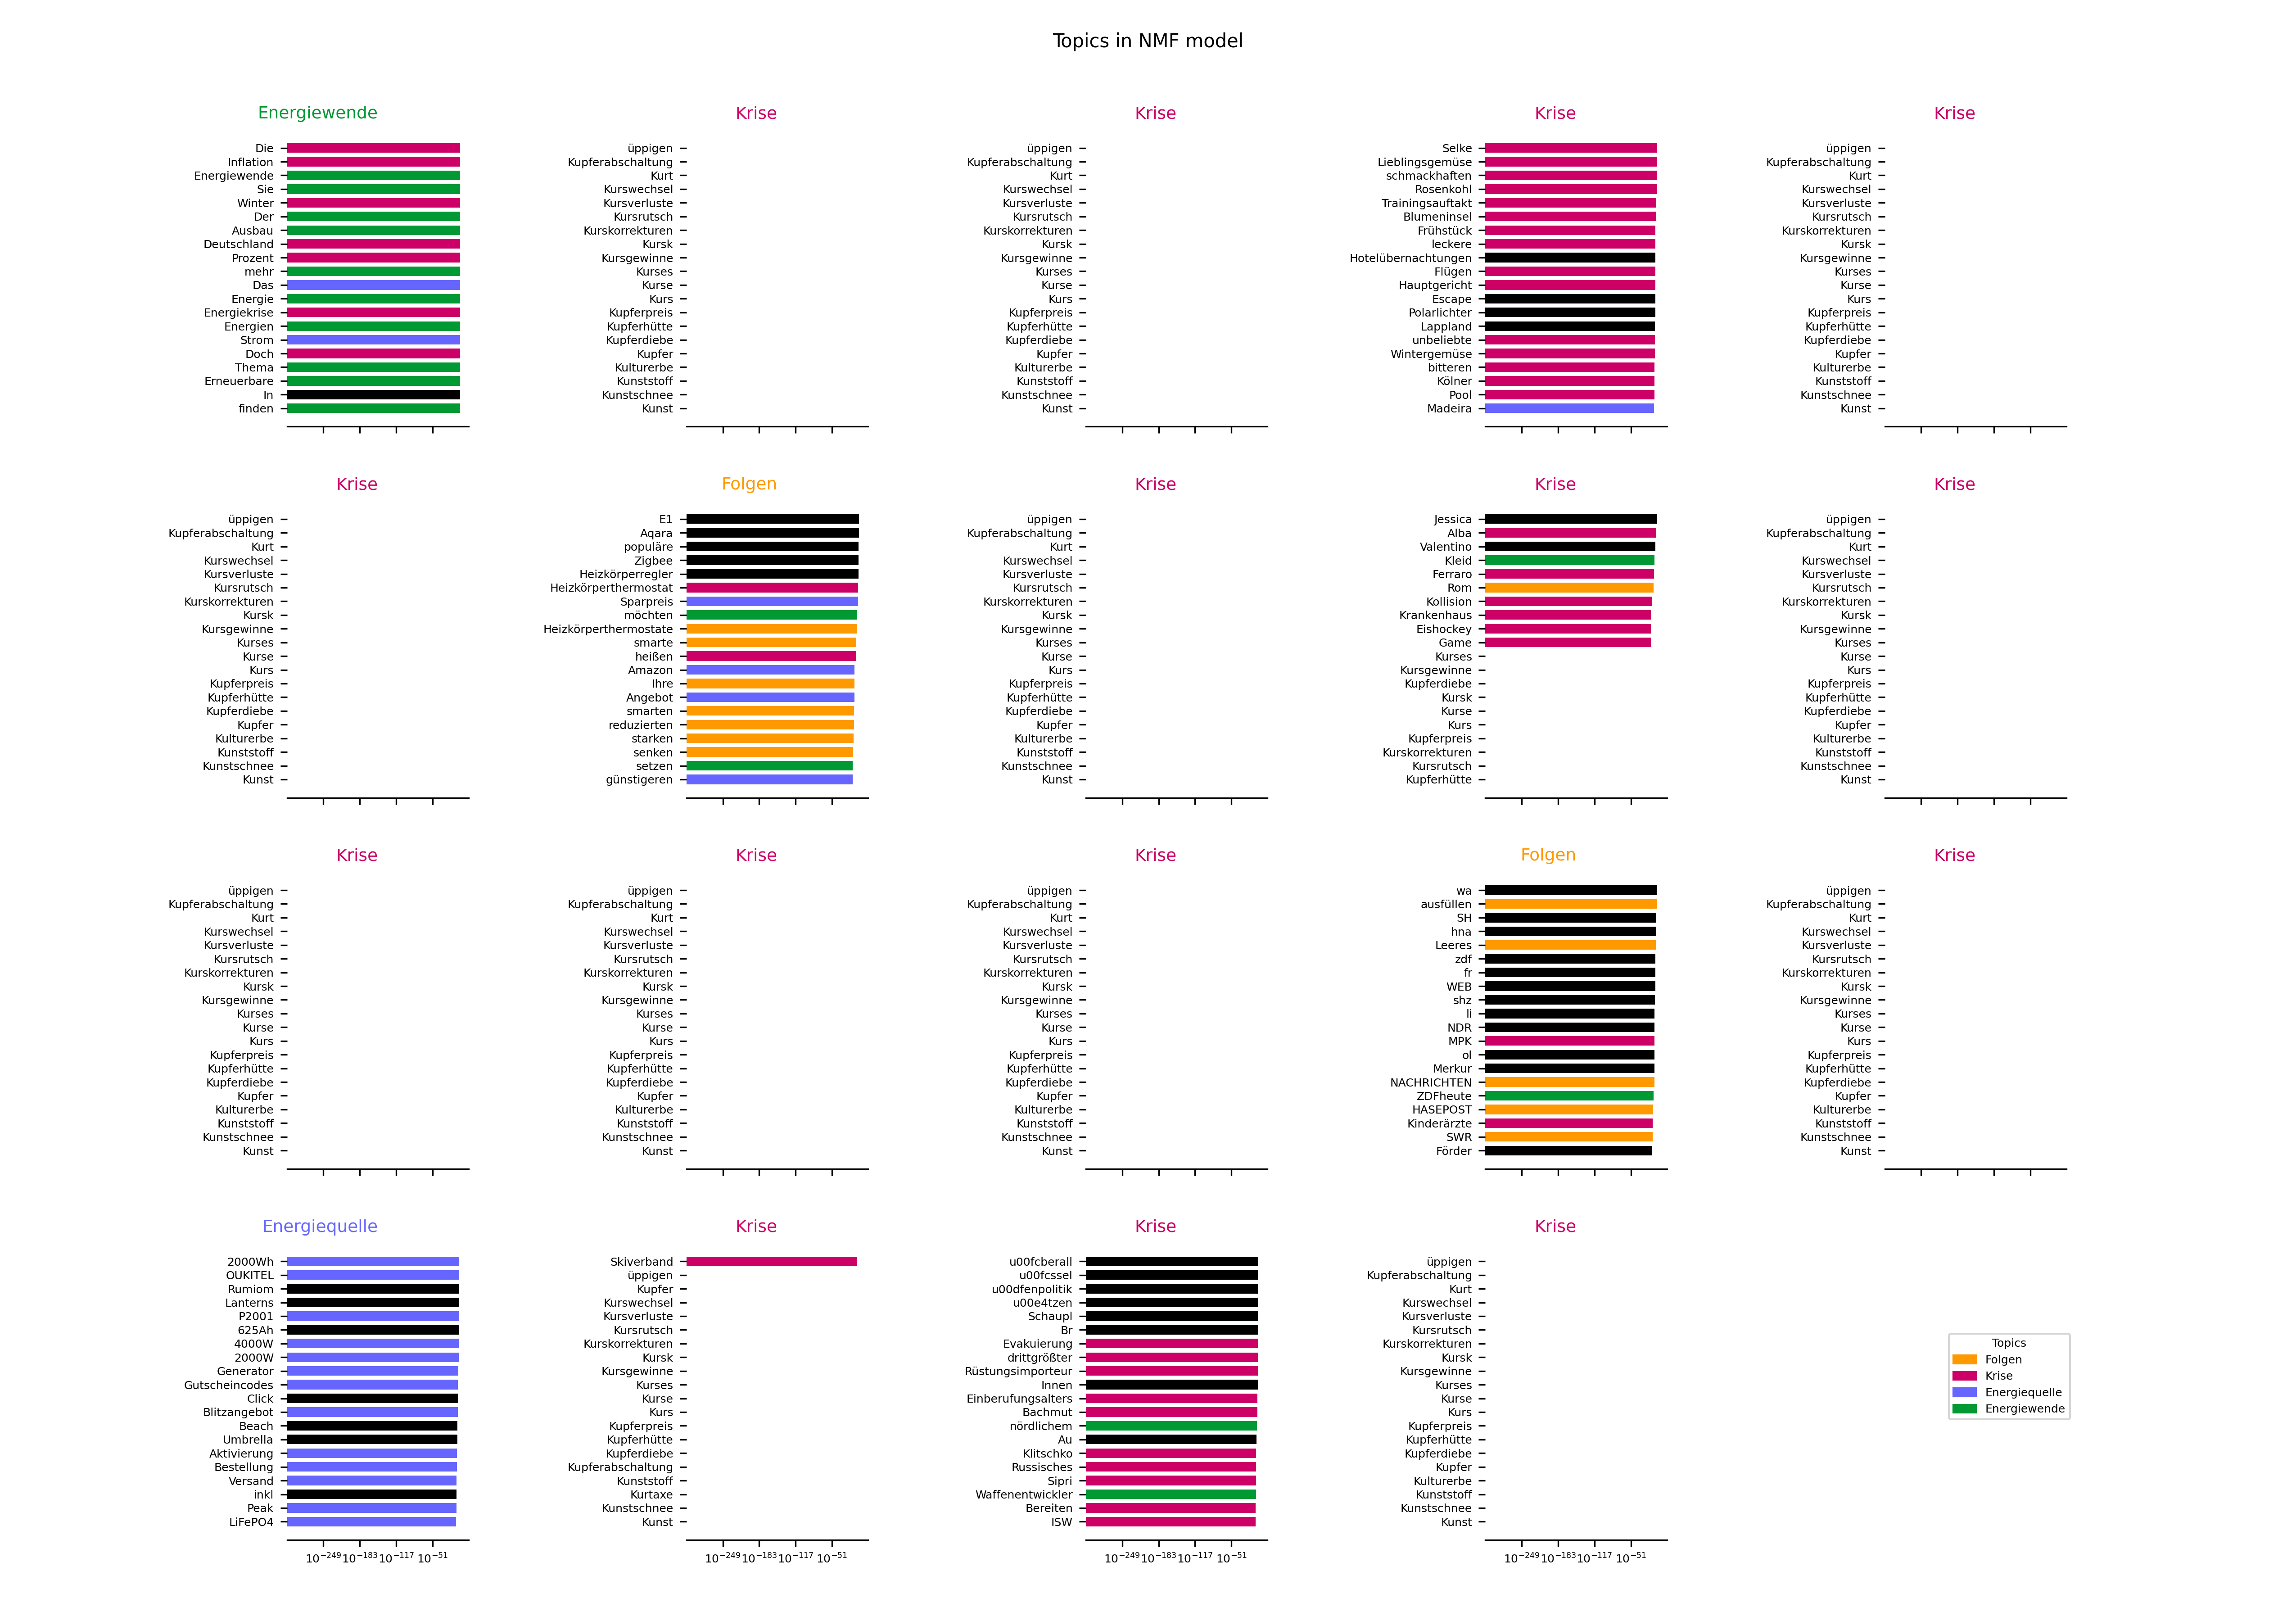 Topics in NMF model
Energiewende
Die
Inflation
Energiewende
Sie
Winter
Der
Ausbau
Deutschland
Prozent
mehr
Das
Energie
Energiekrise
Energien
Strom
Doch
Thema
Erneuerbare
In
finden
Krise
üppigen
Kupferabschaltung
Kurt
Kurswechsel
Kursverluste
Kursrutsch
Kurskorrekturen
Kursk
Kursgewinne
Kurses
Kurse
Kurs
Kupferpreis
Kupferhütte
Kupferdiebe
Kupfer
Kulturerbe
Kunststoff
Kunstschnee
Kunst
Krise
üppigen
Kupferabschaltung
Kurt
Kurswechsel
Kursverluste
Kursrutsch
Kurskorrekturen
Kursk
Kursgewinne
Kurses
Kurse
Kurs
Kupferpreis
Kupferhütte
Kupferdiebe
Kupfer
Kulturerbe
Kunststoff
Kunstschnee
Kunst
Krise
Selke
Lieblingsgemüse
schmackhaften
Rosenkohl
Trainingsauftakt
Blumeninsel
Frühstück
leckere
Hotelübernachtungen
Flügen
Hauptgericht
Escape
Polarlichter
Lappland
unbeliebte
Wintergemüse
bitteren
Kölner
Pool
Madeira
Krise
üppigen
Kupferabschaltung
Kurt
Kurswechsel
Kursverluste
Kursrutsch
Kurskorrekturen
Kursk
Kursgewinne
Kurses
Kurse
Kurs
Kupferpreis
Kupferhütte
Kupferdiebe
Kupfer
Kulturerbe
Kunststoff
Kunstschnee
Kunst
Krise
üppigen
Kupferabschaltung
Kurt
Kurswechsel
Kursverluste
Kursrutsch
Kurskorrekturen
Kursk
Kursgewinne
Kurses
Kurse
Kurs
Kupferpreis
Kupferhütte
Kupferdiebe
Kupfer
Kulturerbe
Kunststoff
Kunstschnee
Kunst
Folgen
E1
Aqara
populäre
Zigbee
Heizkörperregler
Heizkörperthermostat
Sparpreis
möchten
Heizkörperthermostate
smarte
heißen
Amazon
Ihre
Angebot
smarten
reduzierten
starken
senken
setzen
günstigeren
Krise
üppigen
Kupferabschaltung
Kurt
Kurswechsel
Kursverluste
Kursrutsch
Kurskorrekturen
Kursk
Kursgewinne
Kurses
Kurse
Kurs
Kupferpreis
Kupferhütte
Kupferdiebe
Kupfer
Kulturerbe
Kunststoff
Kunstschnee
Kunst
Krise
Jessica
Alba
Valentino
Kleid
Ferraro
Rom
Kollision
Krankenhaus
Eishockey
Game
Kurses
Kursgewinne
Kupferdiebe
Kursk
Kurse
Kurs
Kupferpreis
Kurskorrekturen
Kursrutsch
Kupferhütte
Krise
üppigen
Kupferabschaltung
Kurt
Kurswechsel
Kursverluste
Kursrutsch
Kurskorrekturen
Kursk
Kursgewinne
Kurses
Kurse
Kurs
Kupferpreis
Kupferhütte
Kupferdiebe
Kupfer
Kulturerbe
Kunststoff
Kunstschnee
Kunst
Krise
üppigen
Kupferabschaltung
Kurt
Kurswechsel
Kursverluste
Kursrutsch
Kurskorrekturen
Kursk
Kursgewinne
Kurses
Kurse
Kurs
Kupferpreis
Kupferhütte
Kupferdiebe
Kupfer
Kulturerbe
Kunststoff
Kunstschnee
Kunst
Krise
üppigen
Kupferabschaltung
Kurt
Kurswechsel
Kursverluste
Kursrutsch
Kurskorrekturen
Kursk
Kursgewinne
Kurses
Kurse
Kurs
Kupferpreis
Kupferhütte
Kupferdiebe
Kupfer
Kulturerbe
Kunststoff
Kunstschnee
Kunst
Krise
üppigen
Kupferabschaltung
Kurt
Kurswechsel
Kursverluste
Kursrutsch
Kurskorrekturen
Kursk
Kursgewinne
Kurses
Kurse
Kurs
Kupferpreis
Kupferhütte
Kupferdiebe
Kupfer
Kulturerbe
Kunststoff
Kunstschnee
Kunst
Folgen
wa
ausfüllen
SH
hna
Leeres
zdf
fr
WEB
shz
li
NDR
MPK
ol
Merkur
NACHRICHTEN
ZDFheute
HASEPOST
Kinderärzte
SWR
Förder
Krise
üppigen
Kupferabschaltung
Kurt
Kurswechsel
Kursverluste
Kursrutsch
Kurskorrekturen
Kursk
Kursgewinne
Kurses
Kurse
Kurs
Kupferpreis
Kupferhütte
Kupferdiebe
Kupfer
Kulturerbe
Kunststoff
Kunstschnee
Kunst
Energiequelle
2000Wh
OUKITEL
Rumiom
Lanterns
P2001
625Ah
4000W
2000W
Generator
Gutscheincodes
Click
Blitzangebot
Beach
Umbrella
Aktivierung
Bestellung
Versand
inkl
Peak
LiFePO4
10⁻²⁴⁹ 10⁻¹⁸³ 10⁻¹¹⁷ 10⁻⁵¹
Krise
Skiverband
üppigen
Kupfer
Kurswechsel
Kursverluste
Kursrutsch
Kurskorrekturen
Kursk
Kursgewinne
Kurses
Kurse
Kurs
Kupferpreis
Kupferhütte
Kupferdiebe
Kupferabschaltung
Kunststoff
Kurtaxe
Kunstschnee
Kunst
10⁻²⁴⁹ 10⁻¹⁸³ 10⁻¹¹⁷ 10⁻⁵¹
Krise
u00fcberall
u00fcssel
u00dfenpolitik
u00e4tzen
Schaupl
Br
Evakuierung
drittgrößter
Rüstungsimporteur
Innen
Einberufungsalters
Bachmut
nördlichem
Au
Klitschko
Russisches
Sipri
Waffenentwickler
Bereiten
ISW
10⁻²⁴⁹ 10⁻¹⁸³ 10⁻¹¹⁷ 10⁻⁵¹
Krise
üppigen
Kupferabschaltung
Kurt
Kurswechsel
Kursverluste
Kursrutsch
Kurskorrekturen
Kursk
Kursgewinne
Kurses
Kurse
Kurs
Kupferpreis
Kupferhütte
Kupferdiebe
Kupfer
Kulturerbe
Kunststoff
Kunstschnee
Kunst
10⁻²⁴⁹ 10⁻¹⁸³ 10⁻¹¹⁷ 10⁻⁵¹
Topics
Folgen
Krise
Energiequelle
Energiewende